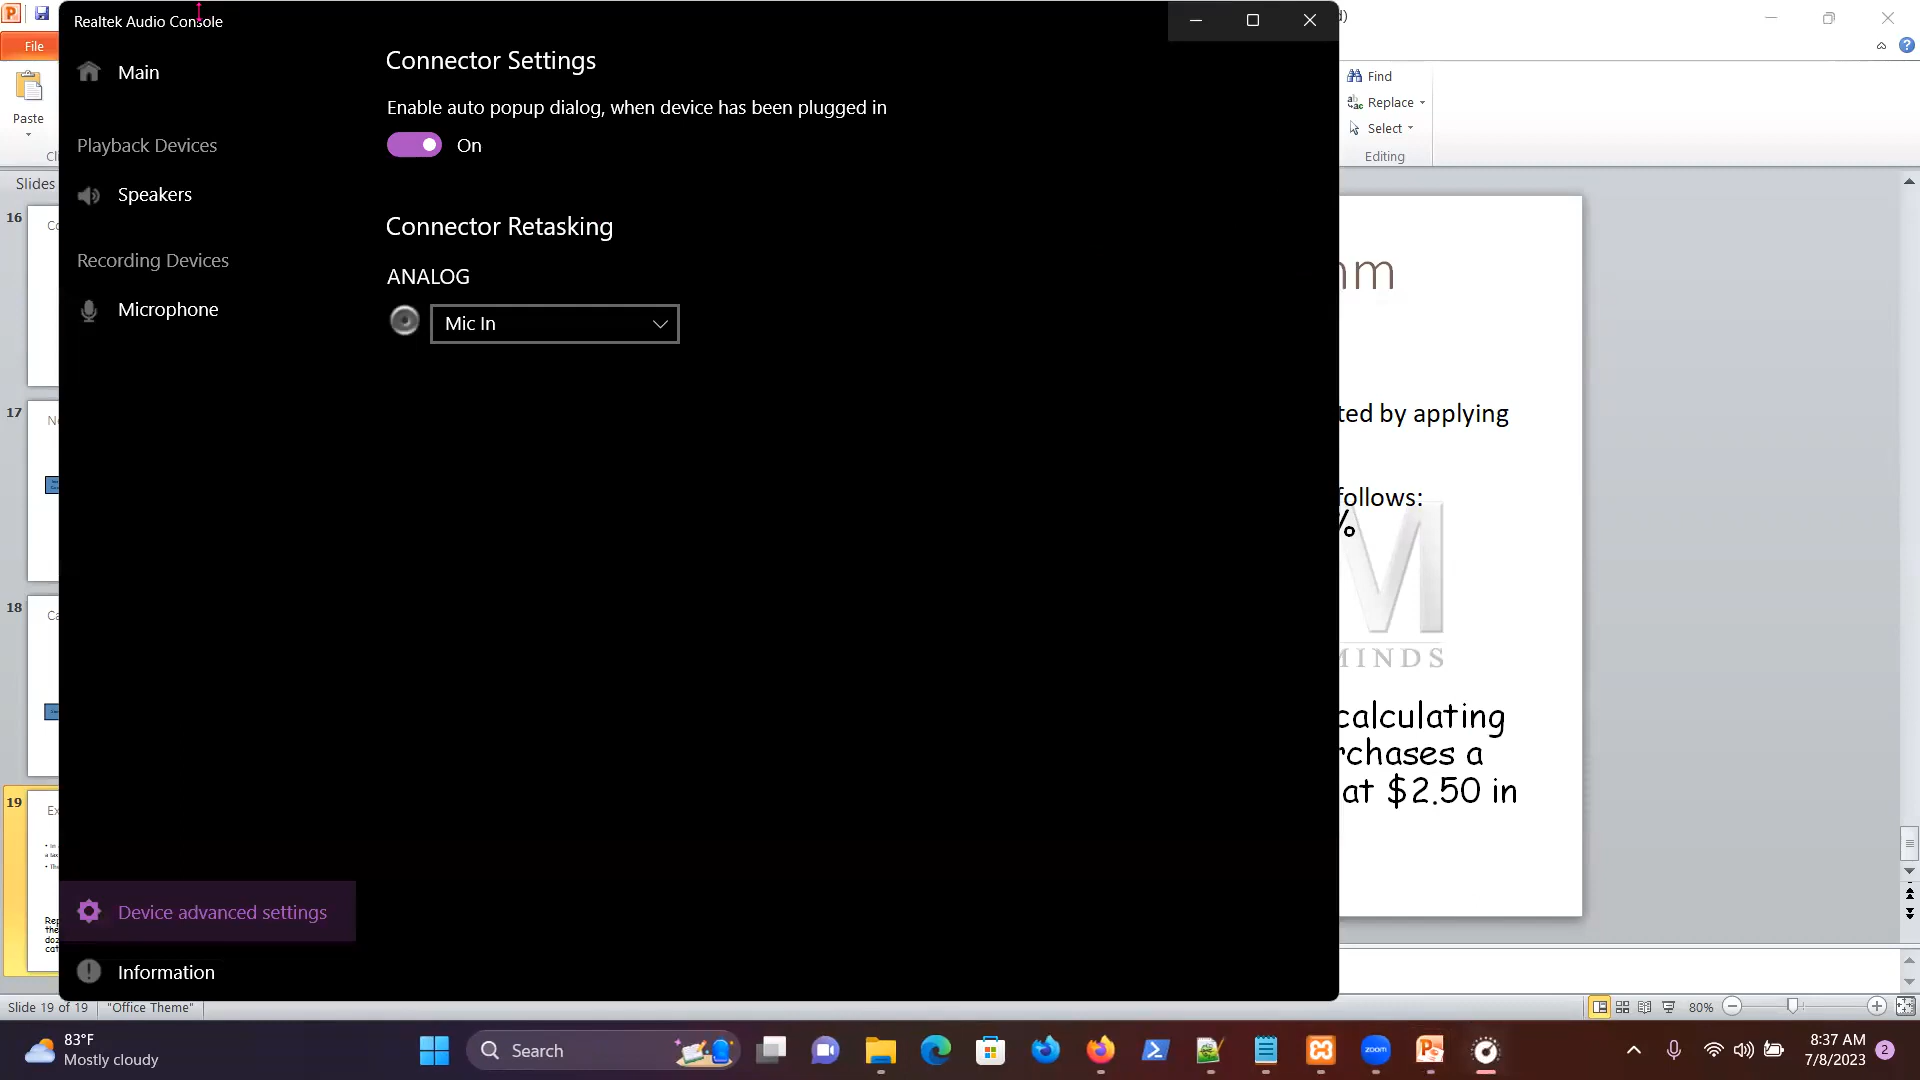 Realtek Audio Console
Main
Playback Devices
Speakers
Recording Devices
Microphone
Device advanced settings
Information
Connector Settings
Enable auto popup dialog, when device has been plugged in
On
Connector Retasking
ANALOG
Mic In
File
Paste
Slides
16
17
18
19
Find
Replace
Select
Editing
ted by applying
follows:
%
M
MINDS
calculating
rchases a
at $2.50 in
Slide 19 of 19
"Office Theme"
80%
83°F
Mostly cloudy
Search
zoom
8:37 AM
7/8/2023
2